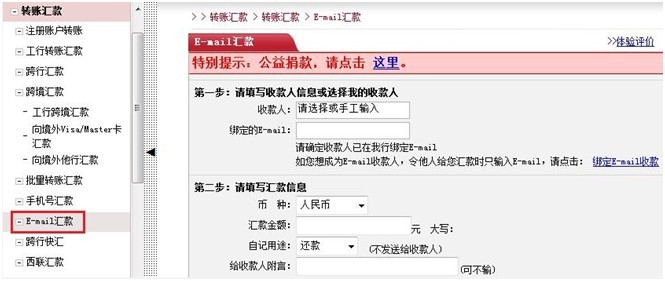 转账汇款
注册账户转账
工行转账汇款
跨行汇款
跨境汇款
工行跨境汇款
向境外Visa/Master卡
汇款
向境外他行汇款
批量转账汇款
手机号汇款
E-mail汇款
跨行快汇
西联汇款
> > 转账汇款 > 转账汇款 > E-mail汇款
E-mail汇款
>>体验评价
特别提示：公益捐款，请点击 这里。
第一步：请填写收款人信息或选择我的收款人
收款人： 请选择或手工输入
绑定的E-mail：
请确定收款人已在我行绑定E-mail
如您想成为E-mail收款人，令他人给您汇款时只输入E-mail，请点击： 绑定E-mail收款
第二步：请填写汇款信息
币 种： 人民币
汇款金额： 元 大写：
自记用途： 还款 (不发送给收款人)
给收款人附言： (可不输)